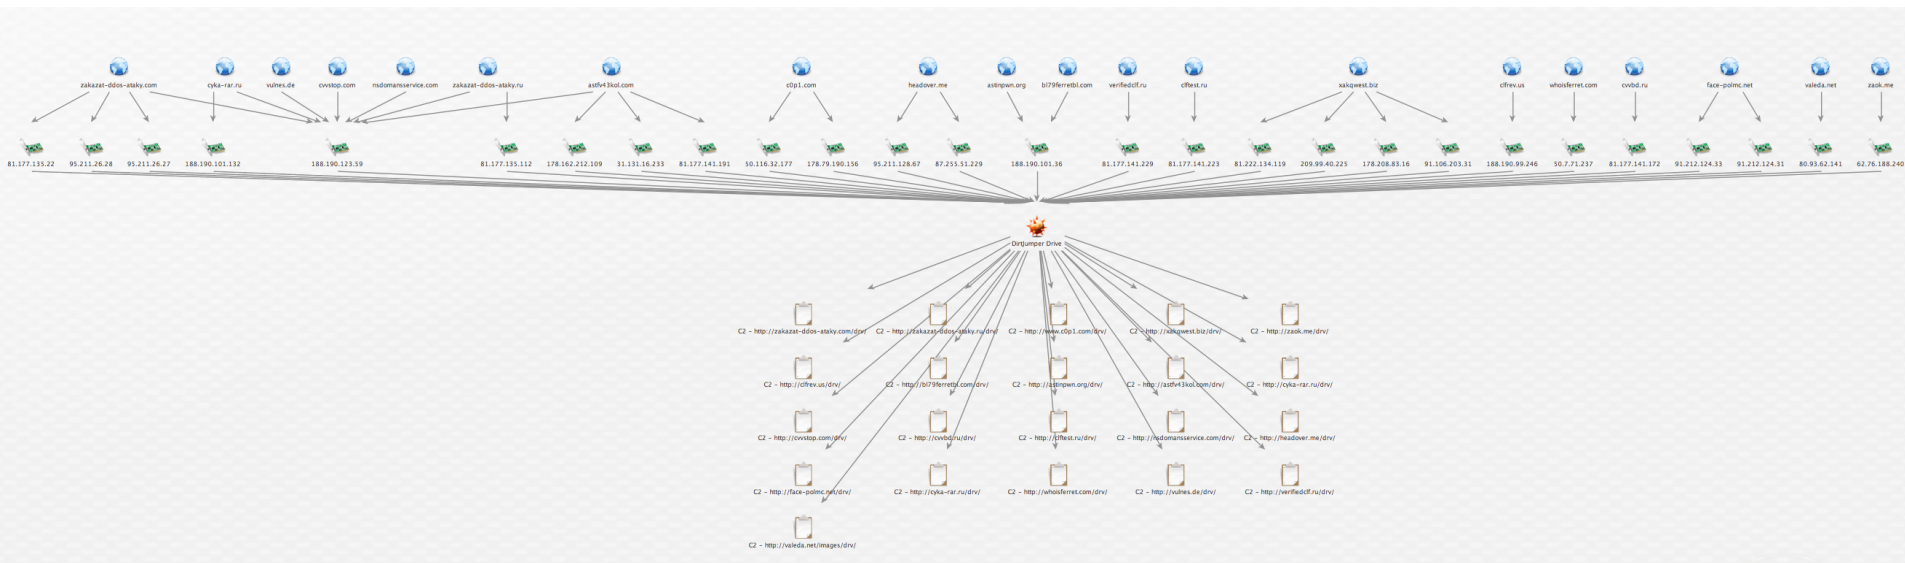 zakazat-ddos-ataky.com
cyka-rar.ru
vulnes.de
cvvstop.com
nsdomansservice.com
zakazat-ddos-ataky.ru
astfv43kol.com
c0p1.com
headover.me
astinpwn.org
bl79ferretbl.com
verifiedclf.ru
clftest.ru
xakqwest.biz
clfrev.us
whoisferret.com
cvvbd.ru
face-polmc.net
valeda.net
zaok.me
81.177.135.22
95.211.26.28
95.211.26.27
188.190.101.132
188.190.123.59
81.177.135.112
178.162.212.109
31.131.16.233
81.177.141.191
50.116.32.177
178.79.190.156
95.211.128.67
87.255.51.229
188.190.101.36
81.177.141.229
81.177.141.223
81.222.134.119
209.99.40.225
178.208.83.16
91.106.203.31
188.190.99.246
50.7.71.237
81.177.141.172
91.212.124.33
91.212.124.31
80.93.62.141
62.76.188.240
DirtJumper Drive
C2 - http://zakazat-ddos-ataky.com/drv/
C2 - http://zakazat-ddos-ataky.ru/drv/
C2 - http://www.c0p1.com/drv/
C2 - http://xakqwest.biz/drv/
C2 - http://zaok.me/drv/
C2 - http://clfrev.us/drv/
C2 - http://bl79ferretbl.com/drv/
C2 - http://astinpwn.org/drv/
C2 - http://astfv43kol.com/drv/
C2 - http://cyka-rar.ru/drv/
C2 - http://cvvstop.com/drv/
C2 - http://cvvbd.ru/drv/
C2 - http://clftest.ru/drv/
C2 - http://nsdomansservice.com/drv/
C2 - http://headover.me/drv/
C2 - http://face-polmc.net/drv/
C2 - http://cyka-rar.ru/drv/
C2 - http://whoisferret.com/drv/
C2 - http://vulnes.de/drv/
C2 - http://verifiedclf.ru/drv/
C2 - http://valeda.net/images/drv/